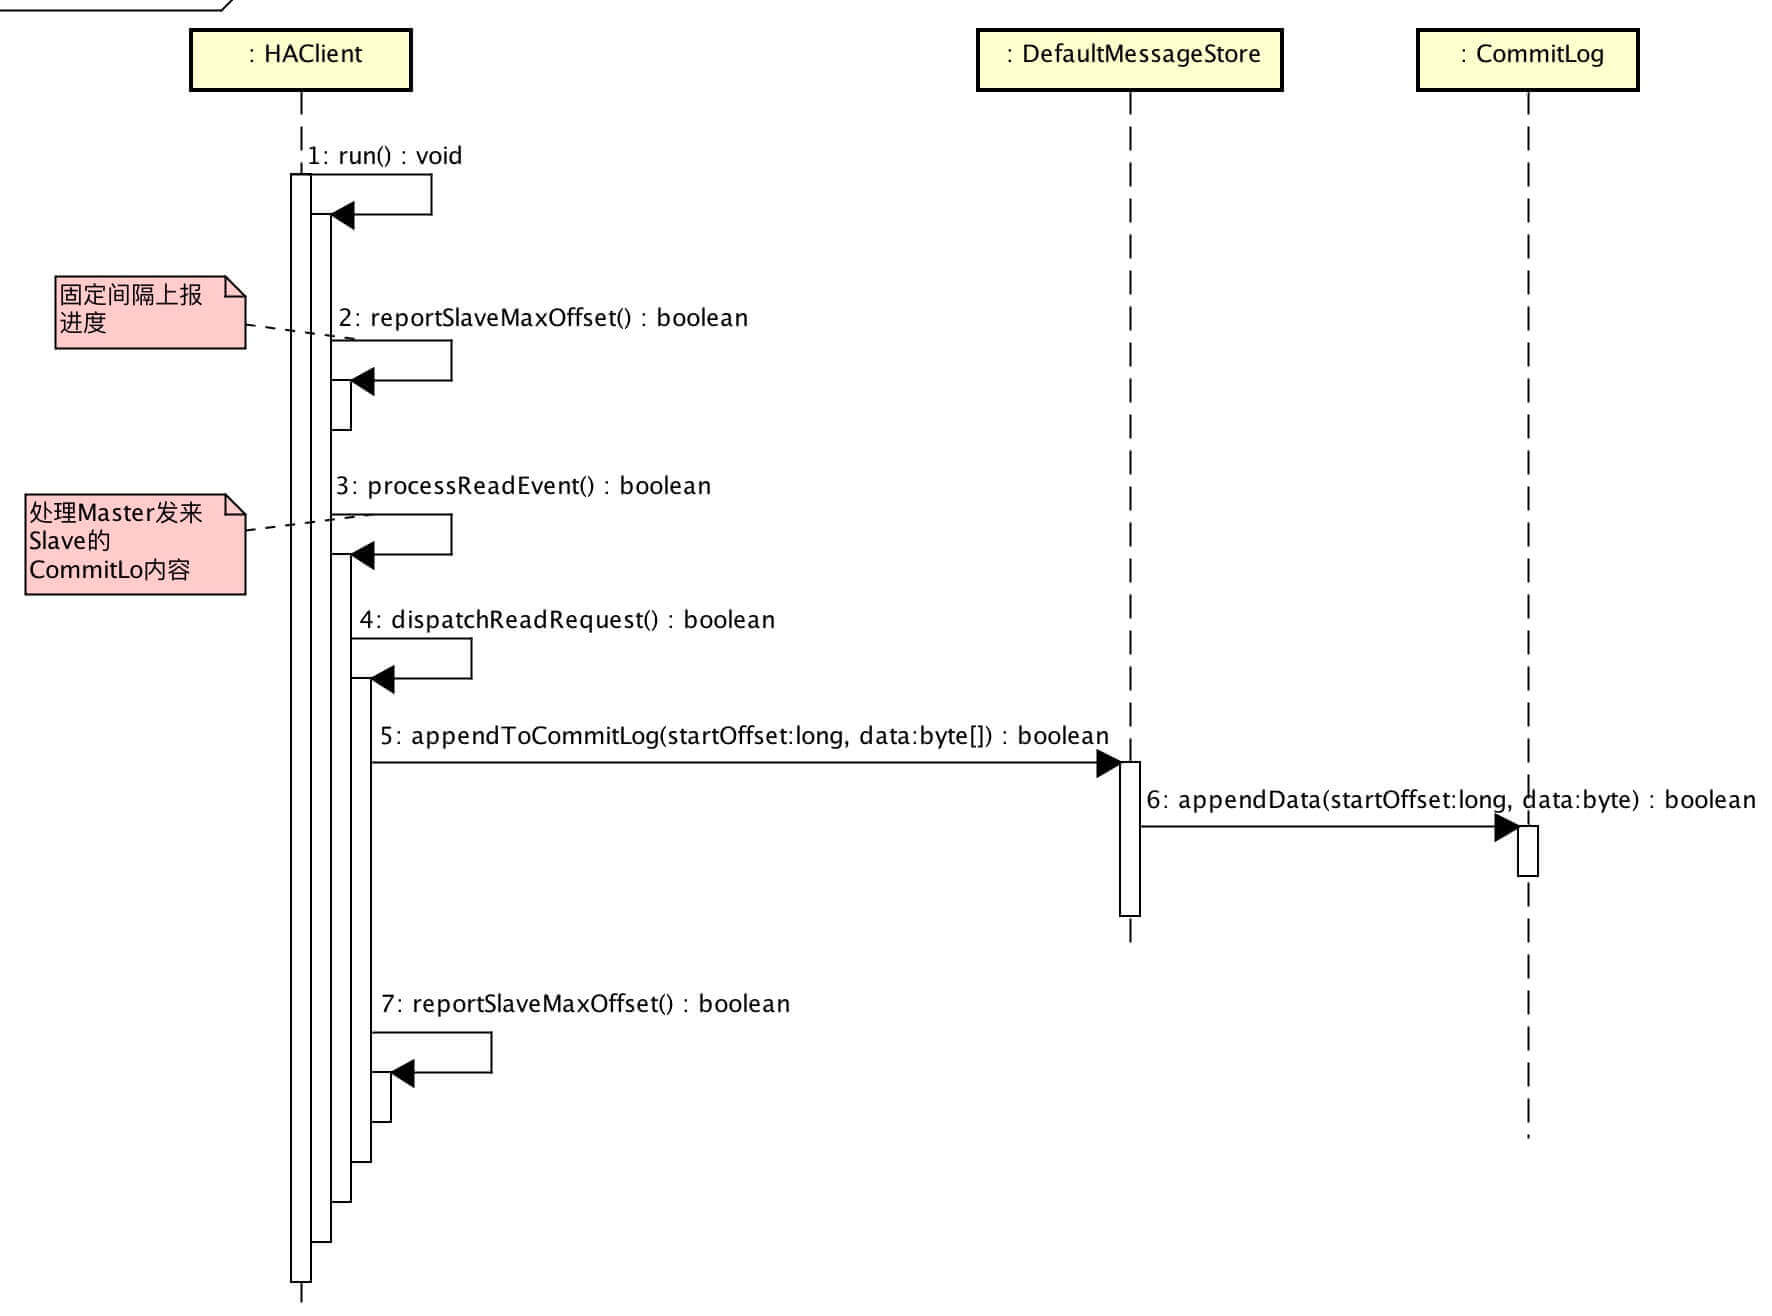 : HAClient
: DefaultMessageStore
: CommitLog
1: run() : void
固定间隔上报
进度
2: reportSlaveMaxOffset() : boolean
3: processReadEvent() : boolean
处理Master发来
Slave的
CommitLo内容
4: dispatchReadRequest() : boolean
5: appendToCommitLog(startOffset:long, data:byte[]) : boolean
6: appendData(startOffset:long, data:byte) : boolean
7: reportSlaveMaxOffset() : boolean